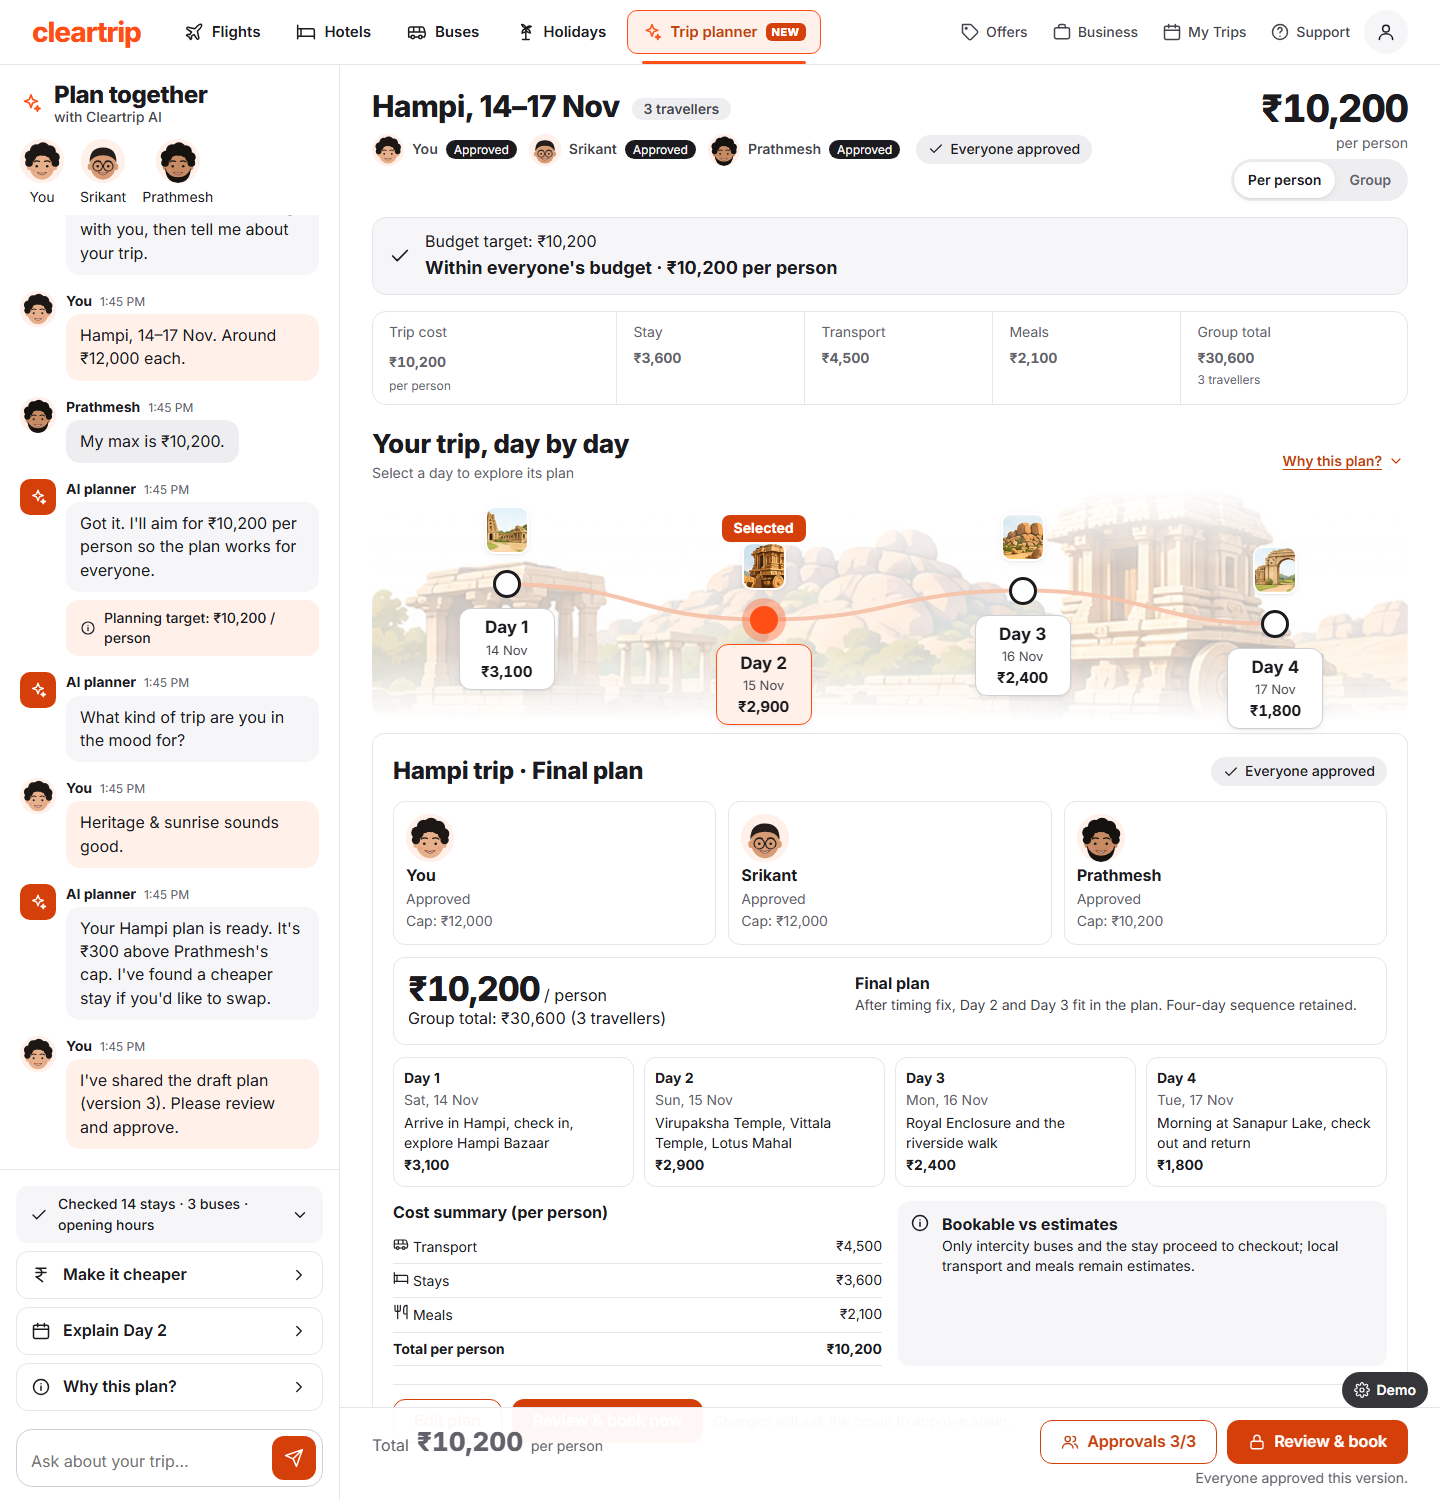 cleartrip
Flights
Hotels
Buses
Holidays
Trip planner NEW
Offers
Business
My Trips
Support
Plan together
with Cleartrip AI
You
Srikant
Prathmesh
with you, then tell me about
your trip.
You 1:45 PM
Hampi, 14–17 Nov. Around
₹12,000 each.
Prathmesh 1:45 PM
My max is ₹10,200.
AI planner 1:45 PM
Got it. I'll aim for ₹10,200 per
person so the plan works for
everyone.
Planning target: ₹10,200 /
person
AI planner 1:45 PM
What kind of trip are you in
the mood for?
You 1:45 PM
Heritage & sunrise sounds
good.
AI planner 1:45 PM
Your Hampi plan is ready. It's
₹300 above Prathmesh's
cap. I've found a cheaper
stay if you'd like to swap.
You 1:45 PM
I've shared the draft plan
(version 3). Please review
and approve.
Checked 14 stays · 3 buses ·
opening hours
Make it cheaper
Explain Day 2
Why this plan?
Ask about your trip...
Hampi, 14–17 Nov 3 travellers
You Approved
Srikant Approved
Prathmesh Approved
Everyone approved
₹10,200
per person
Per person Group
Budget target: ₹10,200
Within everyone's budget · ₹10,200 per person
Trip cost
₹10,200
per person
Stay
₹3,600
Transport
₹4,500
Meals
₹2,100
Group total
₹30,600
3 travellers
Your trip, day by day
Select a day to explore its plan
Why this plan?
Day 1
14 Nov
₹3,100
Selected
Day 2
15 Nov
₹2,900
Day 3
16 Nov
₹2,400
Day 4
17 Nov
₹1,800
Hampi trip · Final plan
Everyone approved
You
Approved
Cap: ₹12,000
Srikant
Approved
Cap: ₹12,000
Prathmesh
Approved
Cap: ₹10,200
₹10,200 / person
Group total: ₹30,600 (3 travellers)
Final plan
After timing fix, Day 2 and Day 3 fit in the plan. Four-day sequence retained.
Day 1
Sat, 14 Nov
Arrive in Hampi, check in,
explore Hampi Bazaar
₹3,100
Day 2
Sun, 15 Nov
Virupaksha Temple, Vittala
Temple, Lotus Mahal
₹2,900
Day 3
Mon, 16 Nov
Royal Enclosure and the
riverside walk
₹2,400
Day 4
Tue, 17 Nov
Morning at Sanapur Lake, check
out and return
₹1,800
Cost summary (per person)
Transport ₹4,500
Stays ₹3,600
Meals ₹2,100
Total per person ₹10,200
Bookable vs estimates
Only intercity buses and the stay proceed to checkout; local
transport and meals remain estimates.
Demo
Edit plan
Review & book now
Total ₹10,200 per person
Approvals 3/3
Review & book
Everyone approved this version.